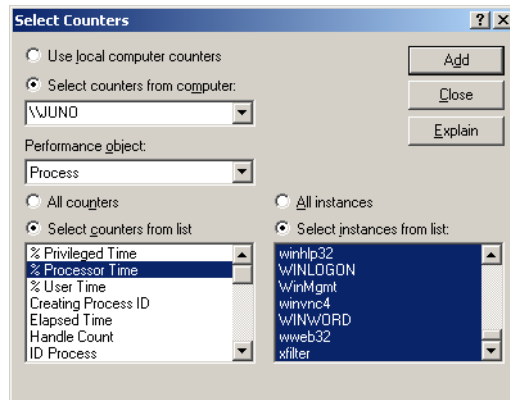 Select Counters
Use local computer counters
Select counters from computer:
\\JUNO
Performance object:
Process
All counters
Select counters from list
% Privileged Time
% Processor Time
% User Time
Creating Process ID
Elapsed Time
Handle Count
ID Process
Add
Close
Explain
All instances
Select instances from list:
winhlp32
WINLOGON
WinMgmt
winvnc4
WINWORD
wweb32
xfilter